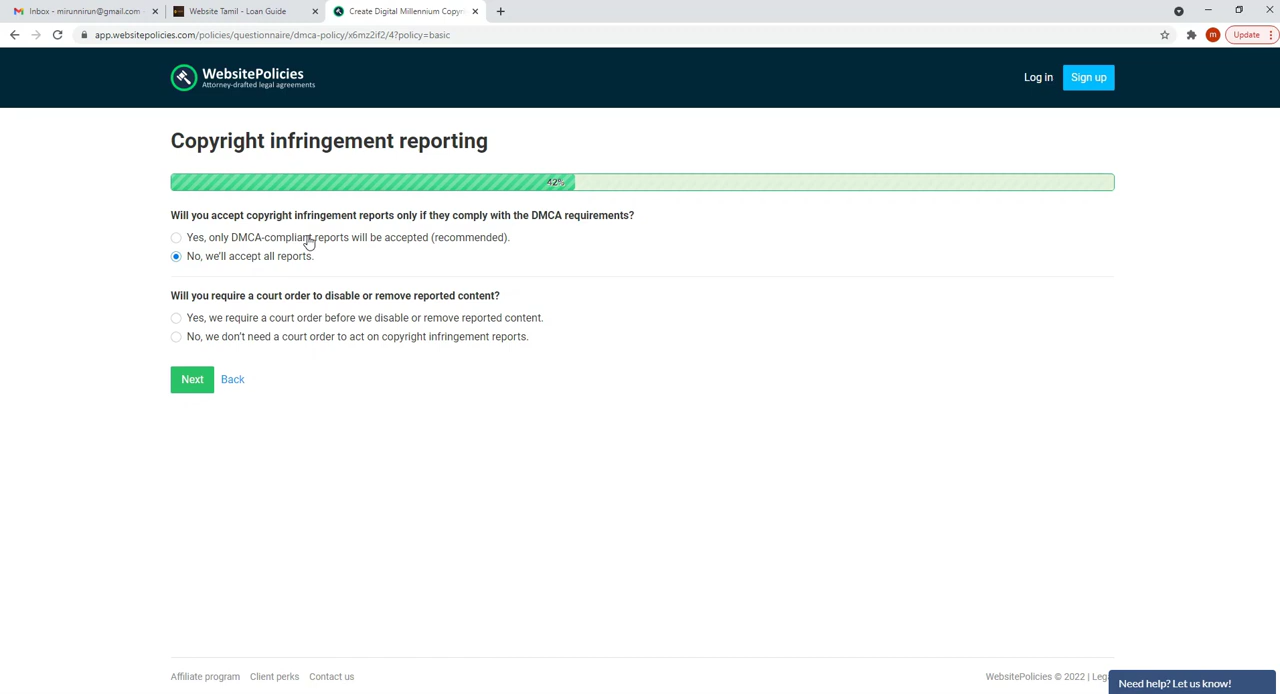 Inbox - mirunnirun@gmail.com
Website Tamil - Loan Guide
Create Digital Millennium Copyr
app.websitepolicies.com/policies/questionnaire/dmca-policy/x6mz2if2/4?policy=basic
m
Update
WebsitePolicies
Attorney-drafted legal agreements
Log in
Sign up
Copyright infringement reporting
42%
Will you accept copyright infringement reports only if they comply with the DMCA requirements?
Yes, only DMCA-compliant reports will be accepted (recommended).
No, we'll accept all reports.
Will you require a court order to disable or remove reported content?
Yes, we require a court order before we disable or remove reported content.
No, we don't need a court order to act on copyright infringement reports.
Next Back
Affiliate program Client perks Contact us
WebsitePolicies © 2022 | Leg
Need help? Let us know!